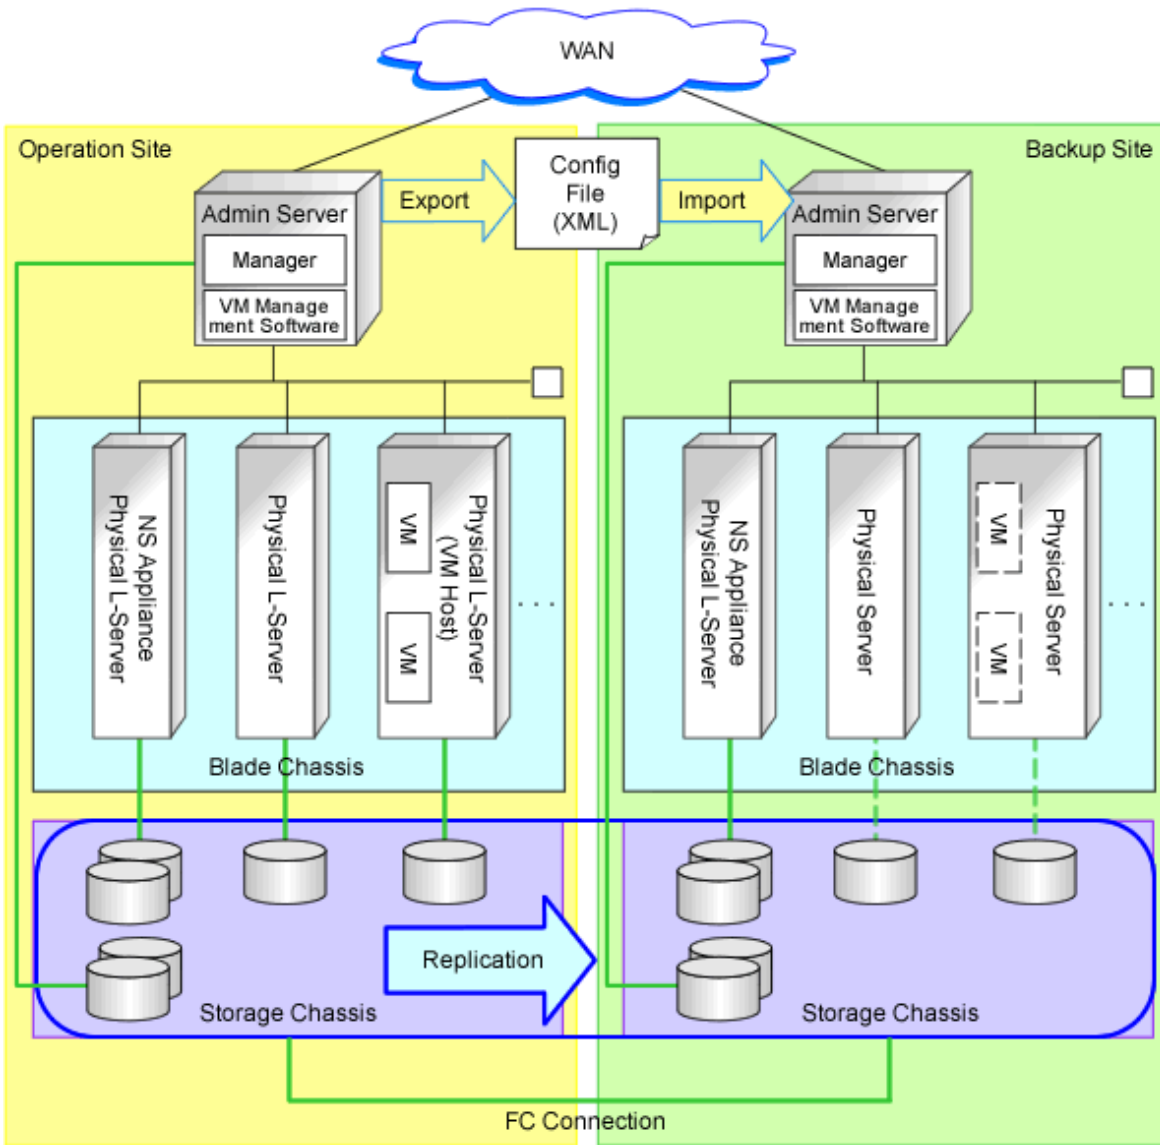 WAN
Operation Site
Backup Site
Config
File
(XML)
Export
Import
Admin Server
Manager
VM Manage
ment Software
Admin Server
Manager
VM Manage
ment Software
NS Appliance
Physical L-Server
Physical L-Server
Physical L-Server
(VM Host)
VM
VM
. . .
Blade Chassis
NS Appliance
Physical L-Server
Physical Server
Physical Server
VM
VM
. . .
Blade Chassis
Replication
Storage Chassis
Storage Chassis
FC Connection